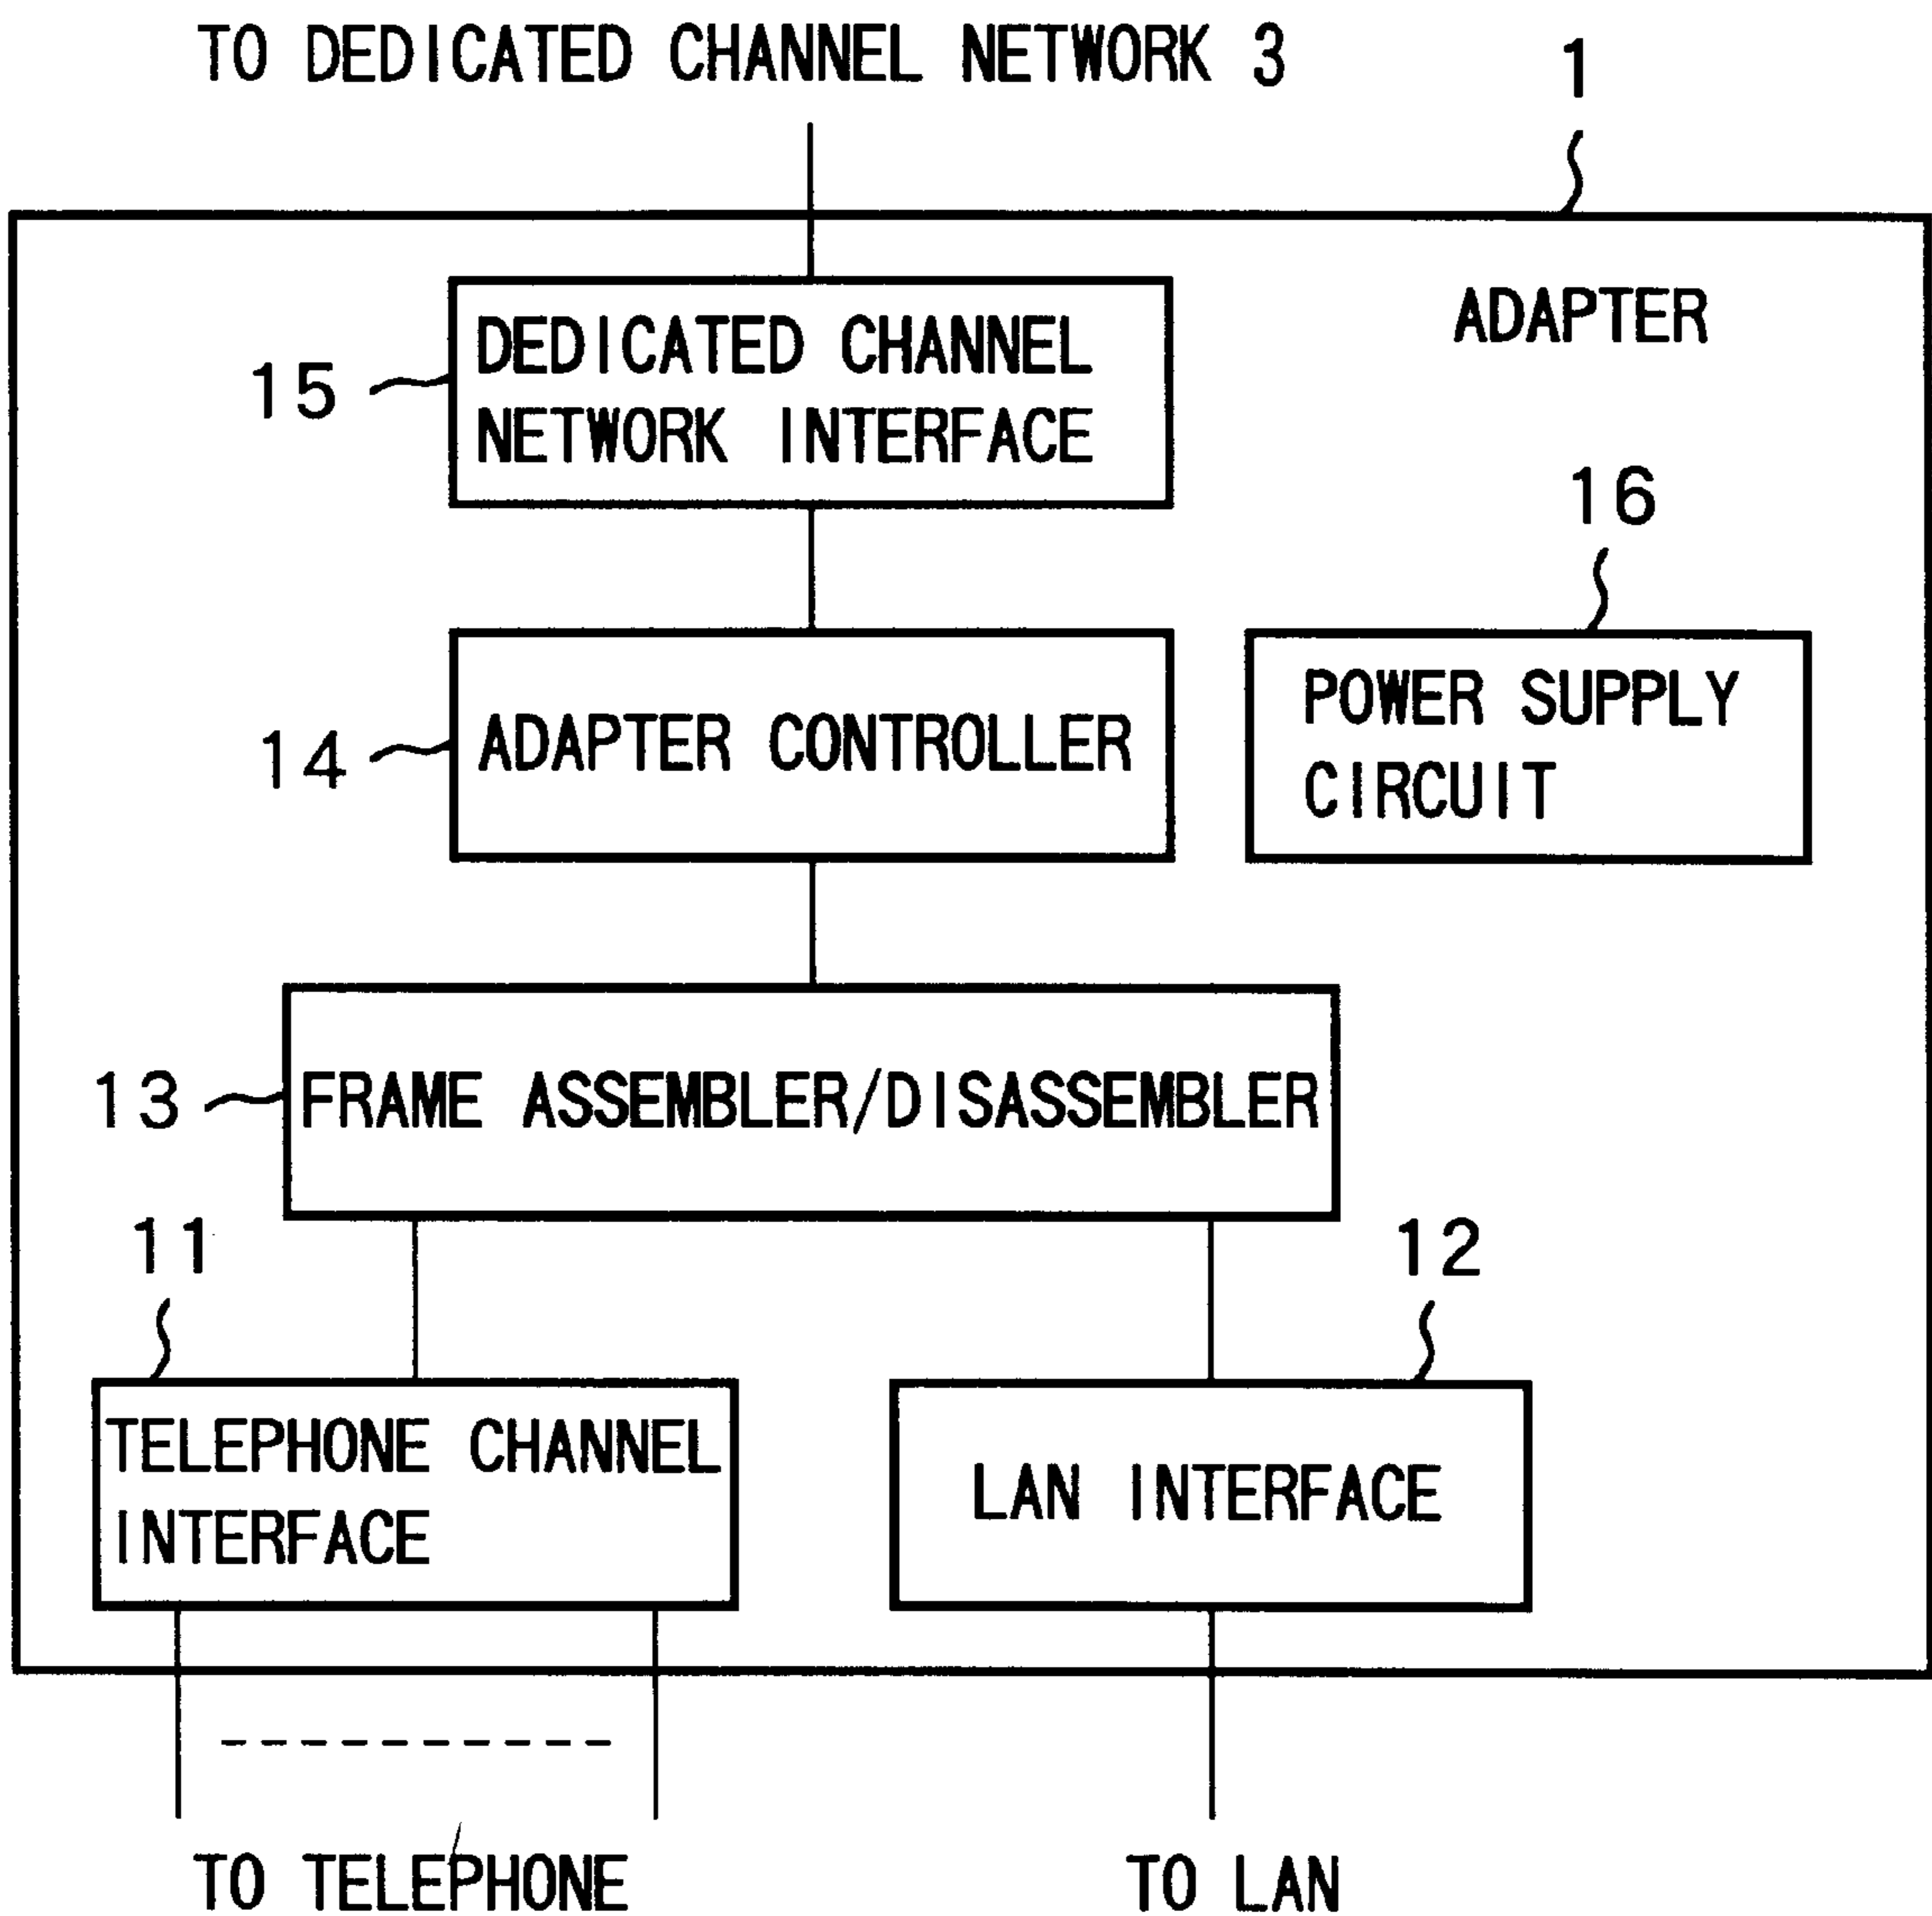 TO DEDICATED CHANNEL NETWORK 3
1
ADAPTER
15
DEDICATED CHANNEL
NETWORK INTERFACE
16
14
ADAPTER CONTROLLER
POWER SUPPLY
CIRCUIT
13
FRAME ASSEMBLER/DISASSEMBLER
11
12
TELEPHONE CHANNEL
INTERFACE
LAN INTERFACE
TO TELEPHONE
TO LAN